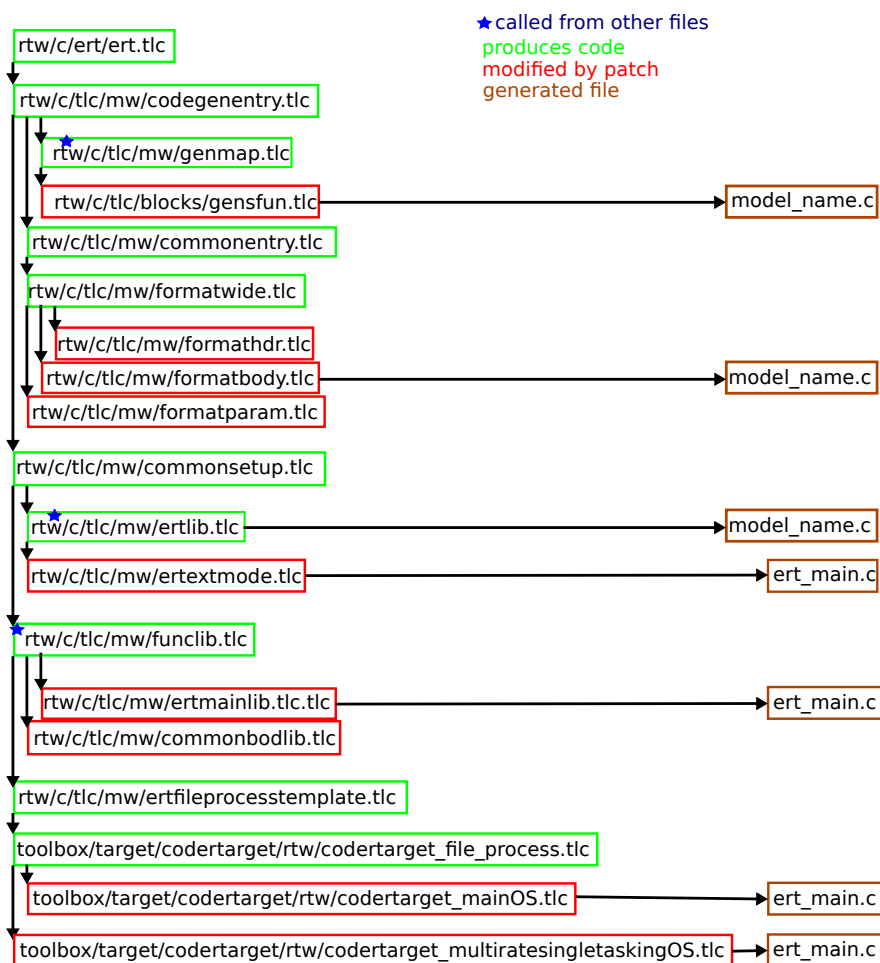 called from other files
produces code
modified by patch
generated file
rtw/c/ert/ert.tlc
rtw/c/tlc/mw/codegenentry.tlc
rtw/c/tlc/mw/genmap.tlc
rtw/c/tlc/blocks/gensfun.tlc
model_name.c
rtw/c/tlc/mw/commonentry.tlc
rtw/c/tlc/mw/formatwide.tlc
rtw/c/tlc/mw/formathdr.tlc
rtw/c/tlc/mw/formatbody.tlc
model_name.c
rtw/c/tlc/mw/formatparam.tlc
rtw/c/tlc/mw/commonsetup.tlc
rtw/c/tlc/mw/ertlib.tlc
model_name.c
rtw/c/tlc/mw/ertextmode.tlc
ert_main.c
rtw/c/tlc/mw/funclib.tlc
rtw/c/tlc/mw/ertmainlib.tlc.tlc
ert_main.c
rtw/c/tlc/mw/commonbodlib.tlc
rtw/c/tlc/mw/ertfileprocesstemplate.tlc
toolbox/target/codertarget/rtw/codertarget_file_process.tlc
toolbox/target/codertarget/rtw/codertarget_mainOS.tlc
ert_main.c
toolbox/target/codertarget/rtw/codertarget_multiratesingletaskingOS.tlc
ert_main.c